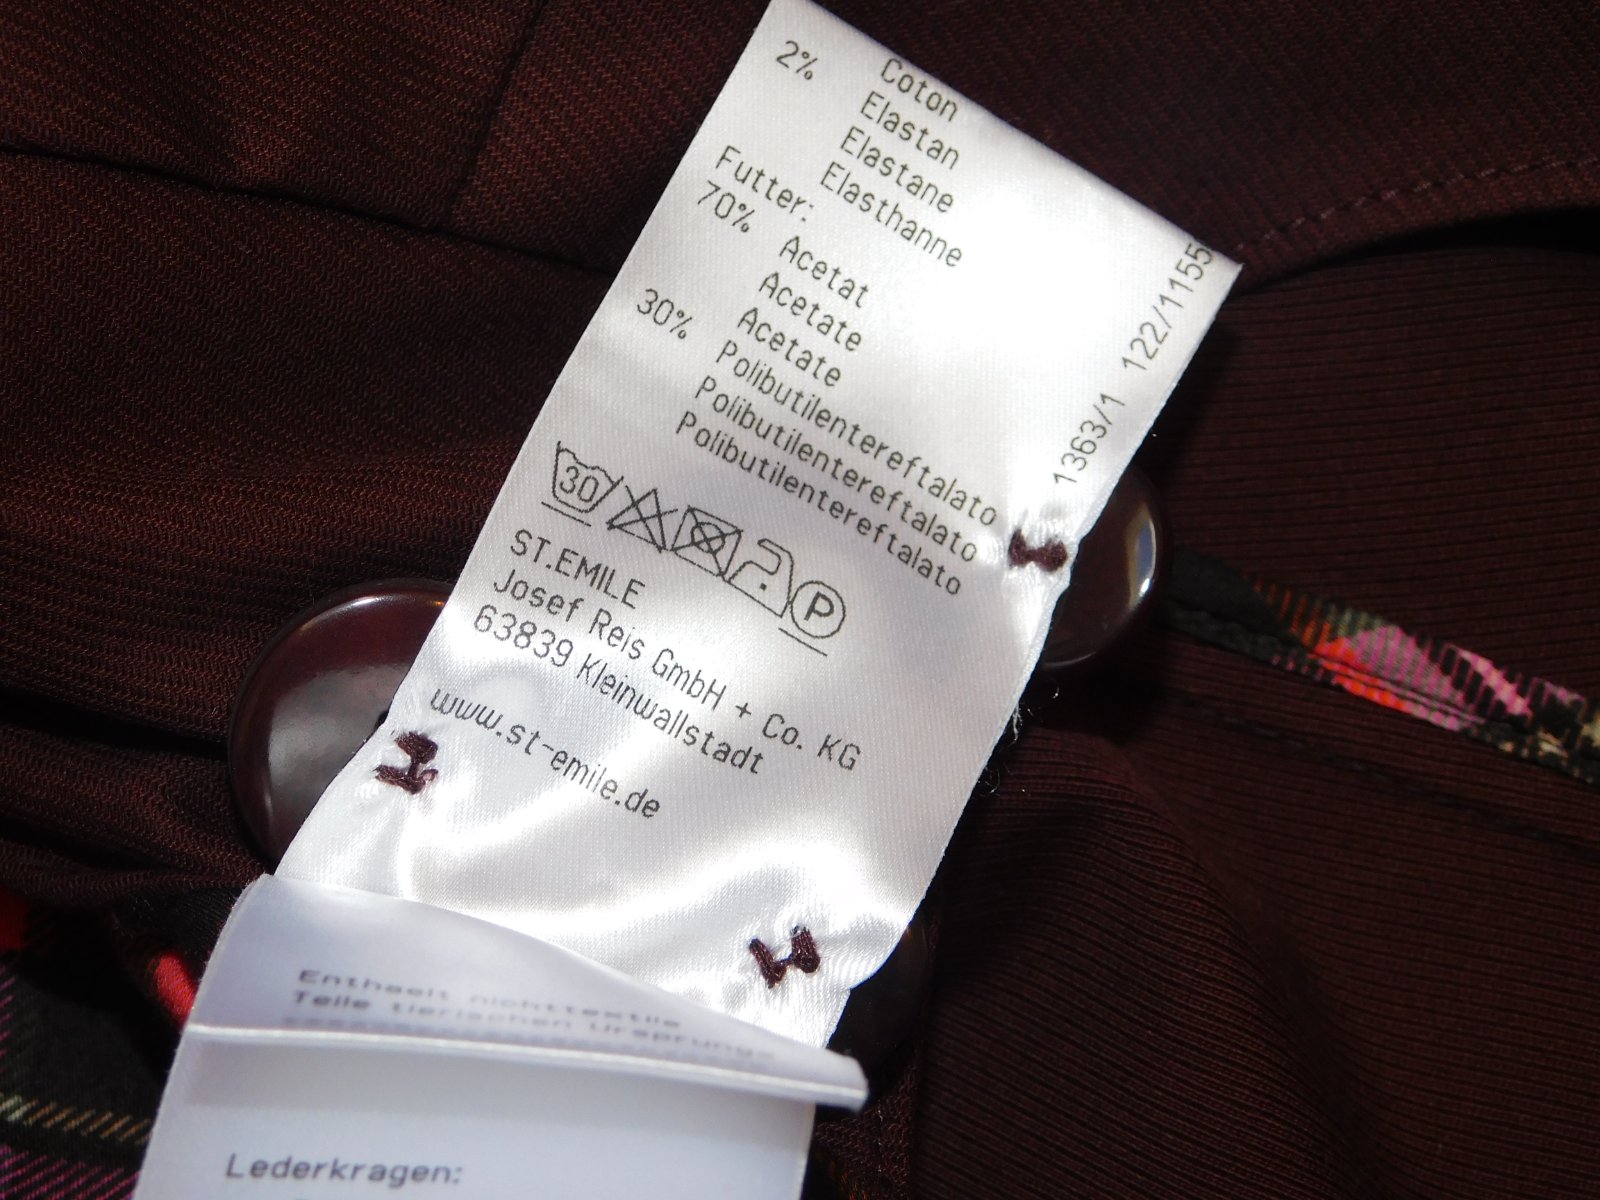 Coton
2% Elastan
Elastane
Elasthanne
Futter:
70% Acetat
Acetate
Acetate
30% Polibutilentereftalato
Polibutilentereftalato
Polibutilentereftalato
30
P
ST.EMILE
Josef Reis GmbH + Co. KG
63839 Kleinwallstadt
www.st-emile.de
1363/1 122/1155
Enthaelt nichttextile
Teile tierischen Ursprungs
Lederkragen: